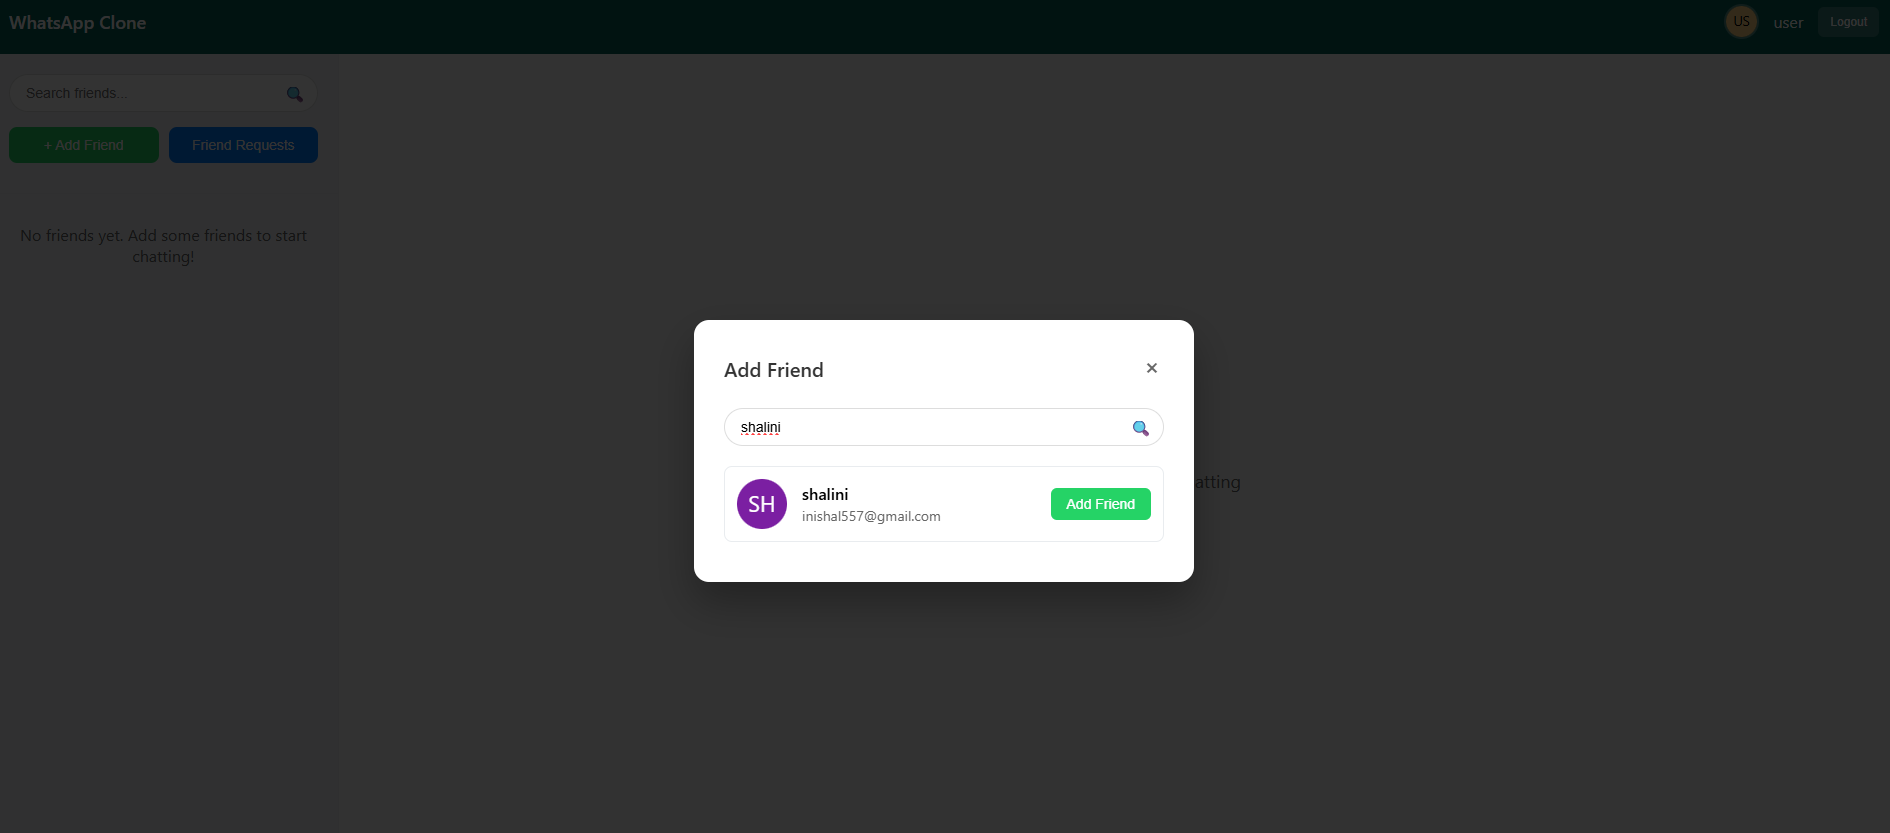 WhatsApp Clone
US
user
Logout
Search friends...
+ Add Friend
Friend Requests
No friends yet. Add some friends to start
chatting!
Add Friend
×
shalini
SH
shalini
inishal557@gmail.com
Add Friend
atting